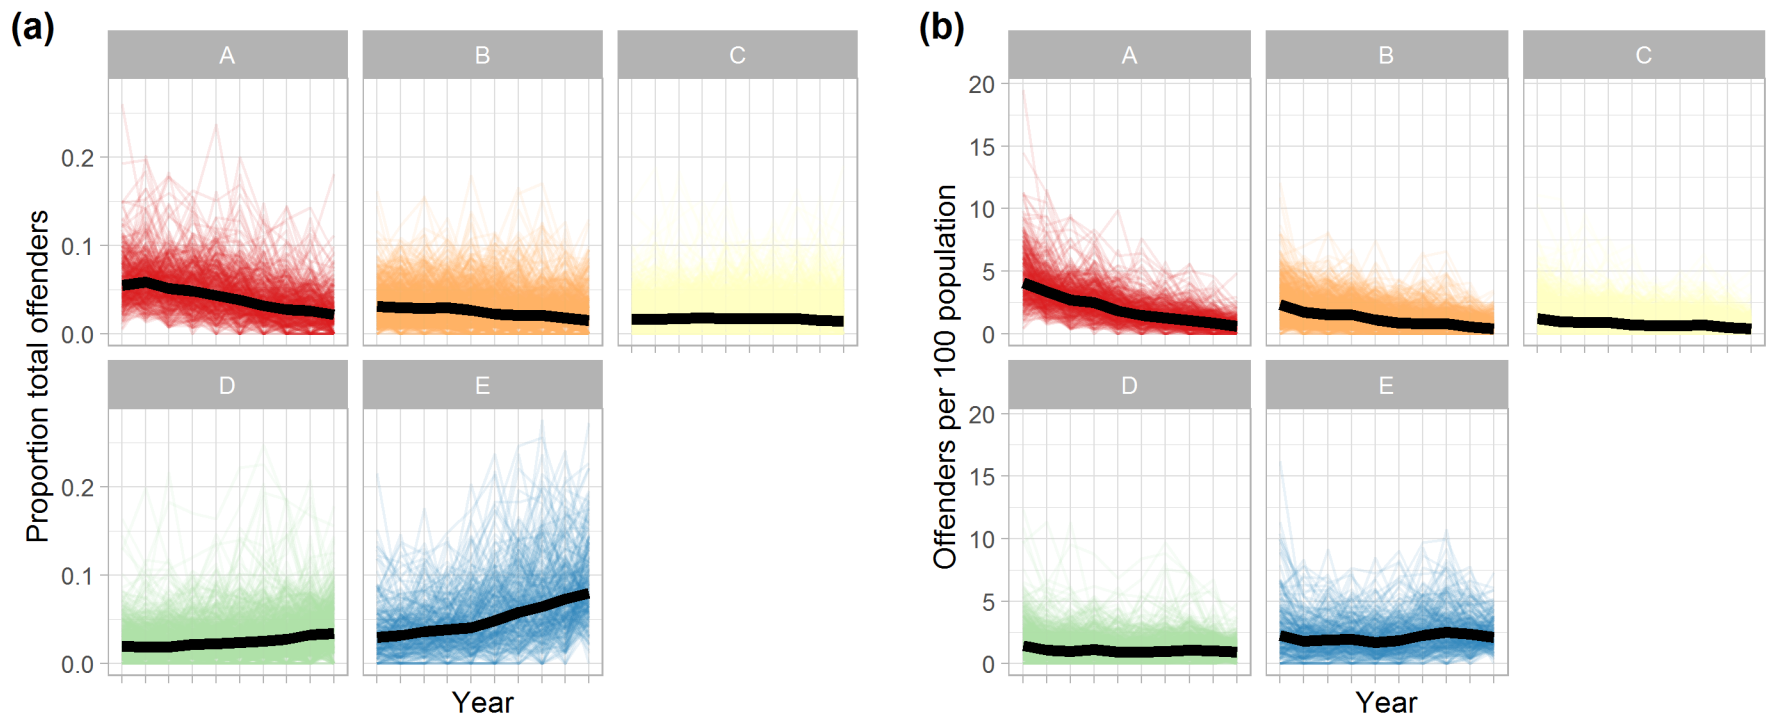 (a)
A B C
0.2
0.1
0.0
D E
0.2
0.1
0.0
Proportion total offenders
Year
(b)
A B C
20
15
10
5
0
D E
20
15
10
5
0
Offenders per 100 population
Year